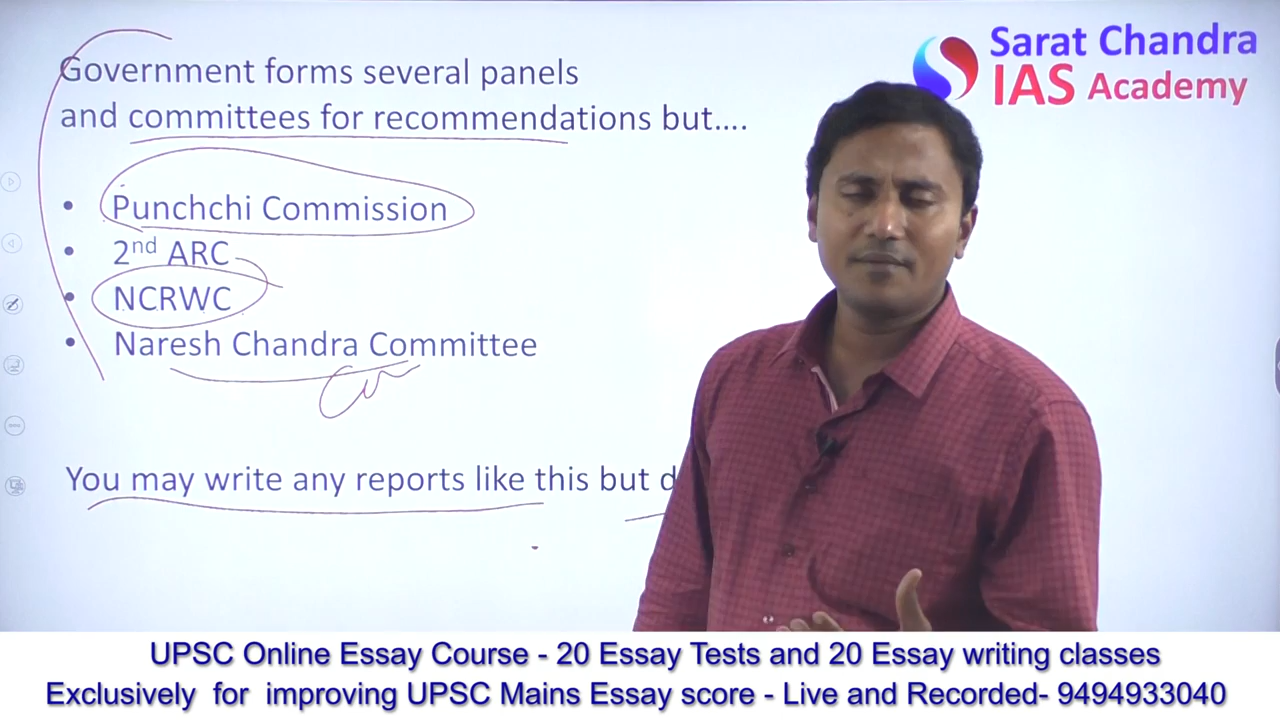 Sarat Chandra
IAS Academy
Government forms several panels
and committees for recommendations but....
• Punchchi Commission
• 2nd ARC
• NCRWC
• Naresh Chandra Committee
You may write any reports like this but
UPSC Online Essay Course - 20 Essay Tests and 20 Essay writing classes
Exclusively for improving UPSC Mains Essay score - Live and Recorded- 9494933040